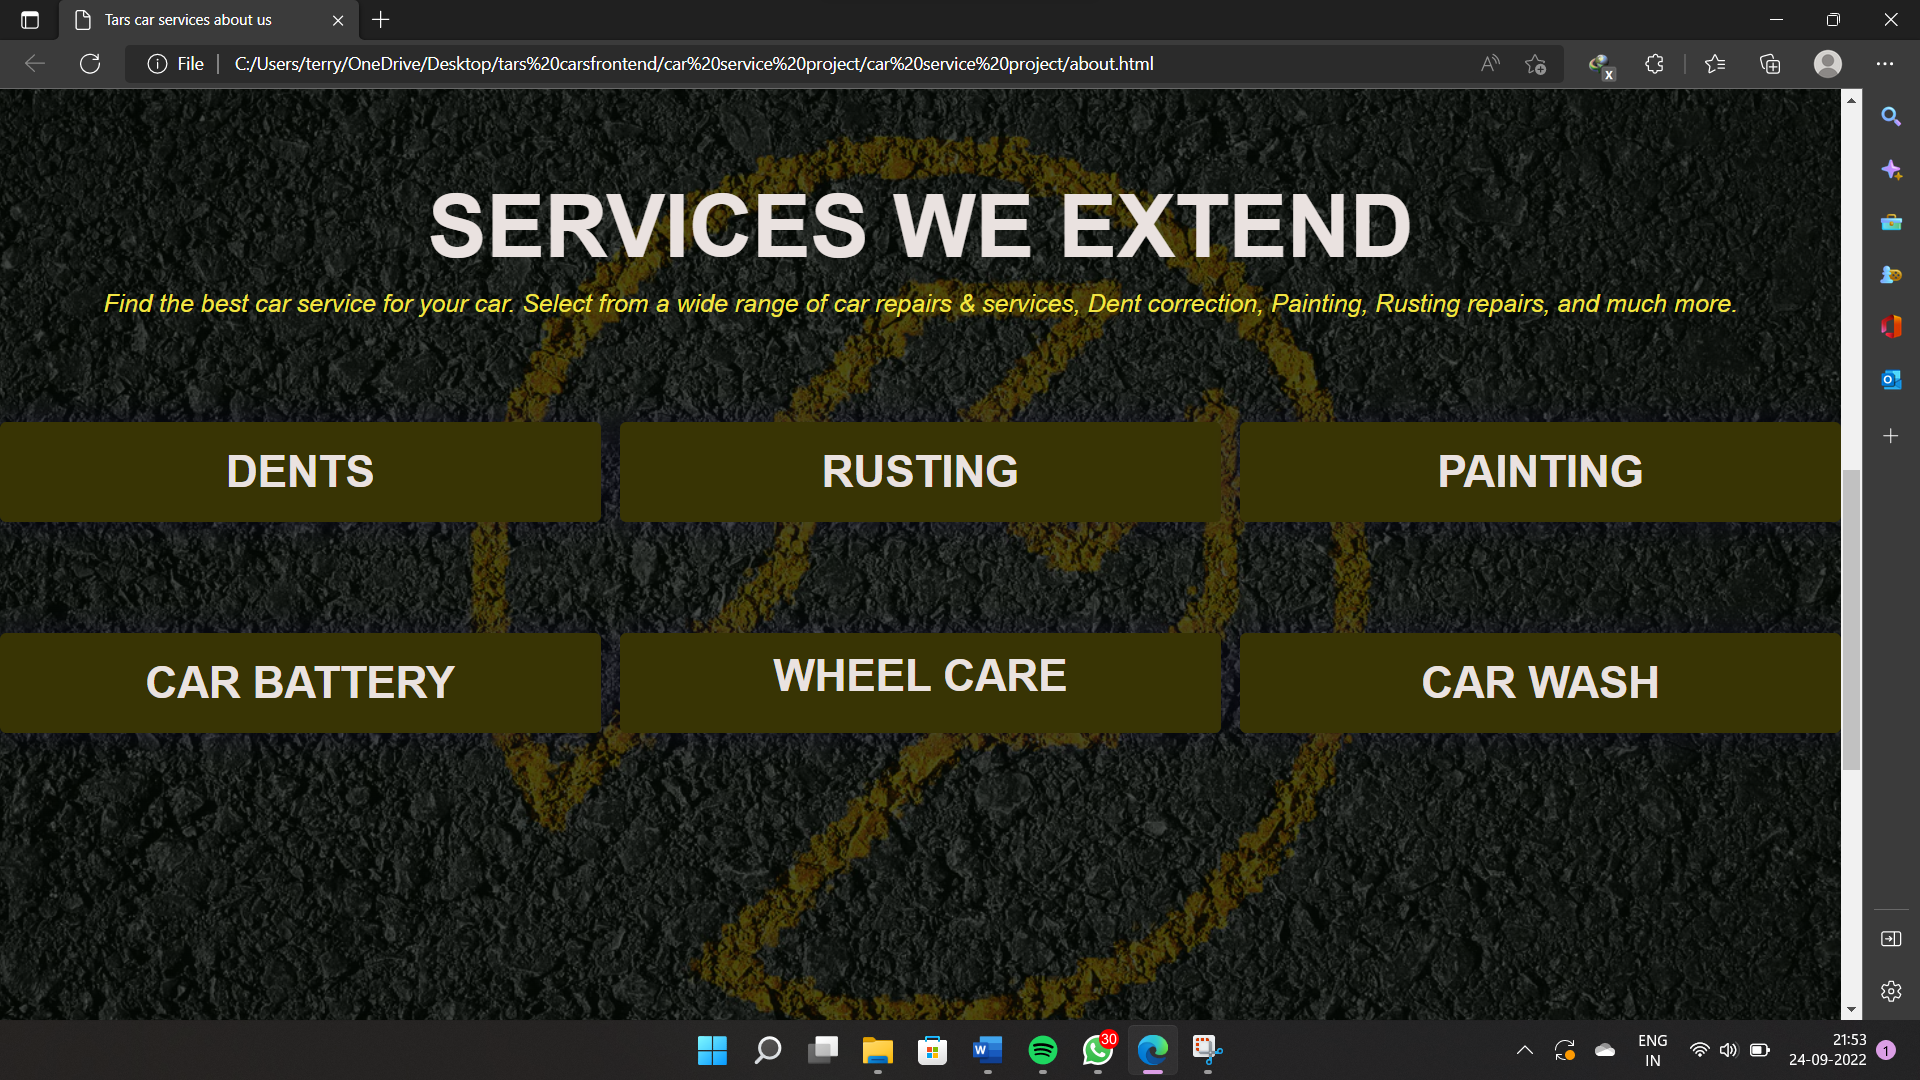 Tars car services about us
File C:/Users/terry/OneDrive/Desktop/tars%20carsfrontend/car%20service%20project/car%20service%20project/about.html
SERVICES WE EXTEND
Find the best car service for your car. Select from a wide range of car repairs & services, Dent correction, Painting, Rusting repairs, and much more.
DENTS RUSTING PAINTING
CAR BATTERY WHEEL CARE CAR WASH
30
ENG 21:53
IN 24-09-2022 1